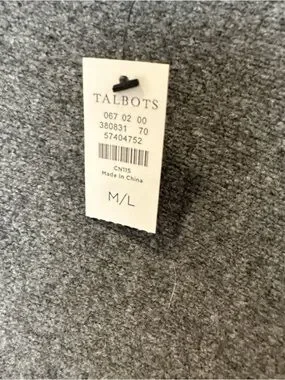 TALBOTS
067 02 00
380831 70
57404752
CN115
Made in China
M/L